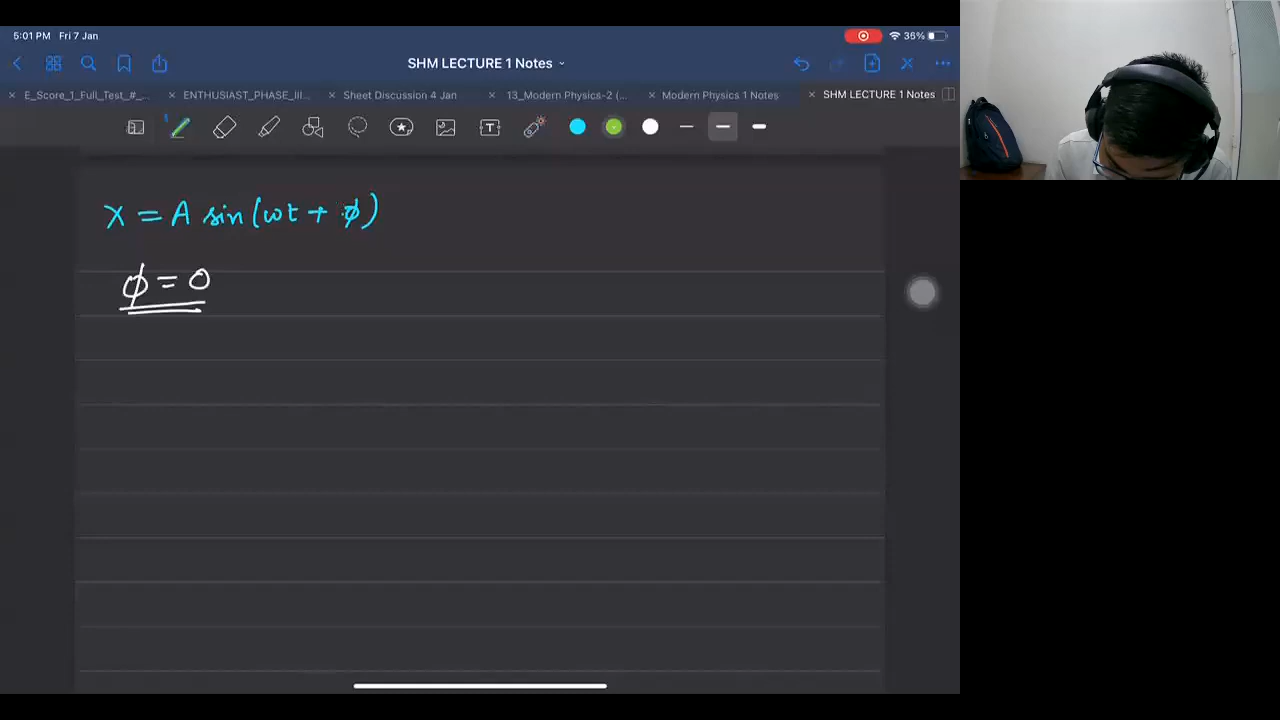 5:01 PM Fri 7 Jan
36%
SHM LECTURE 1 Notes
E_Score_1_Full_Test_#_... ENTHUSIAST_PHASE_III... Sheet Discussion 4 Jan 13_Modern Physics-2 (... Modern Physics 1 Notes SHM LECTURE 1 Notes
x = A sin(ωt + ϕ)
ϕ = 0